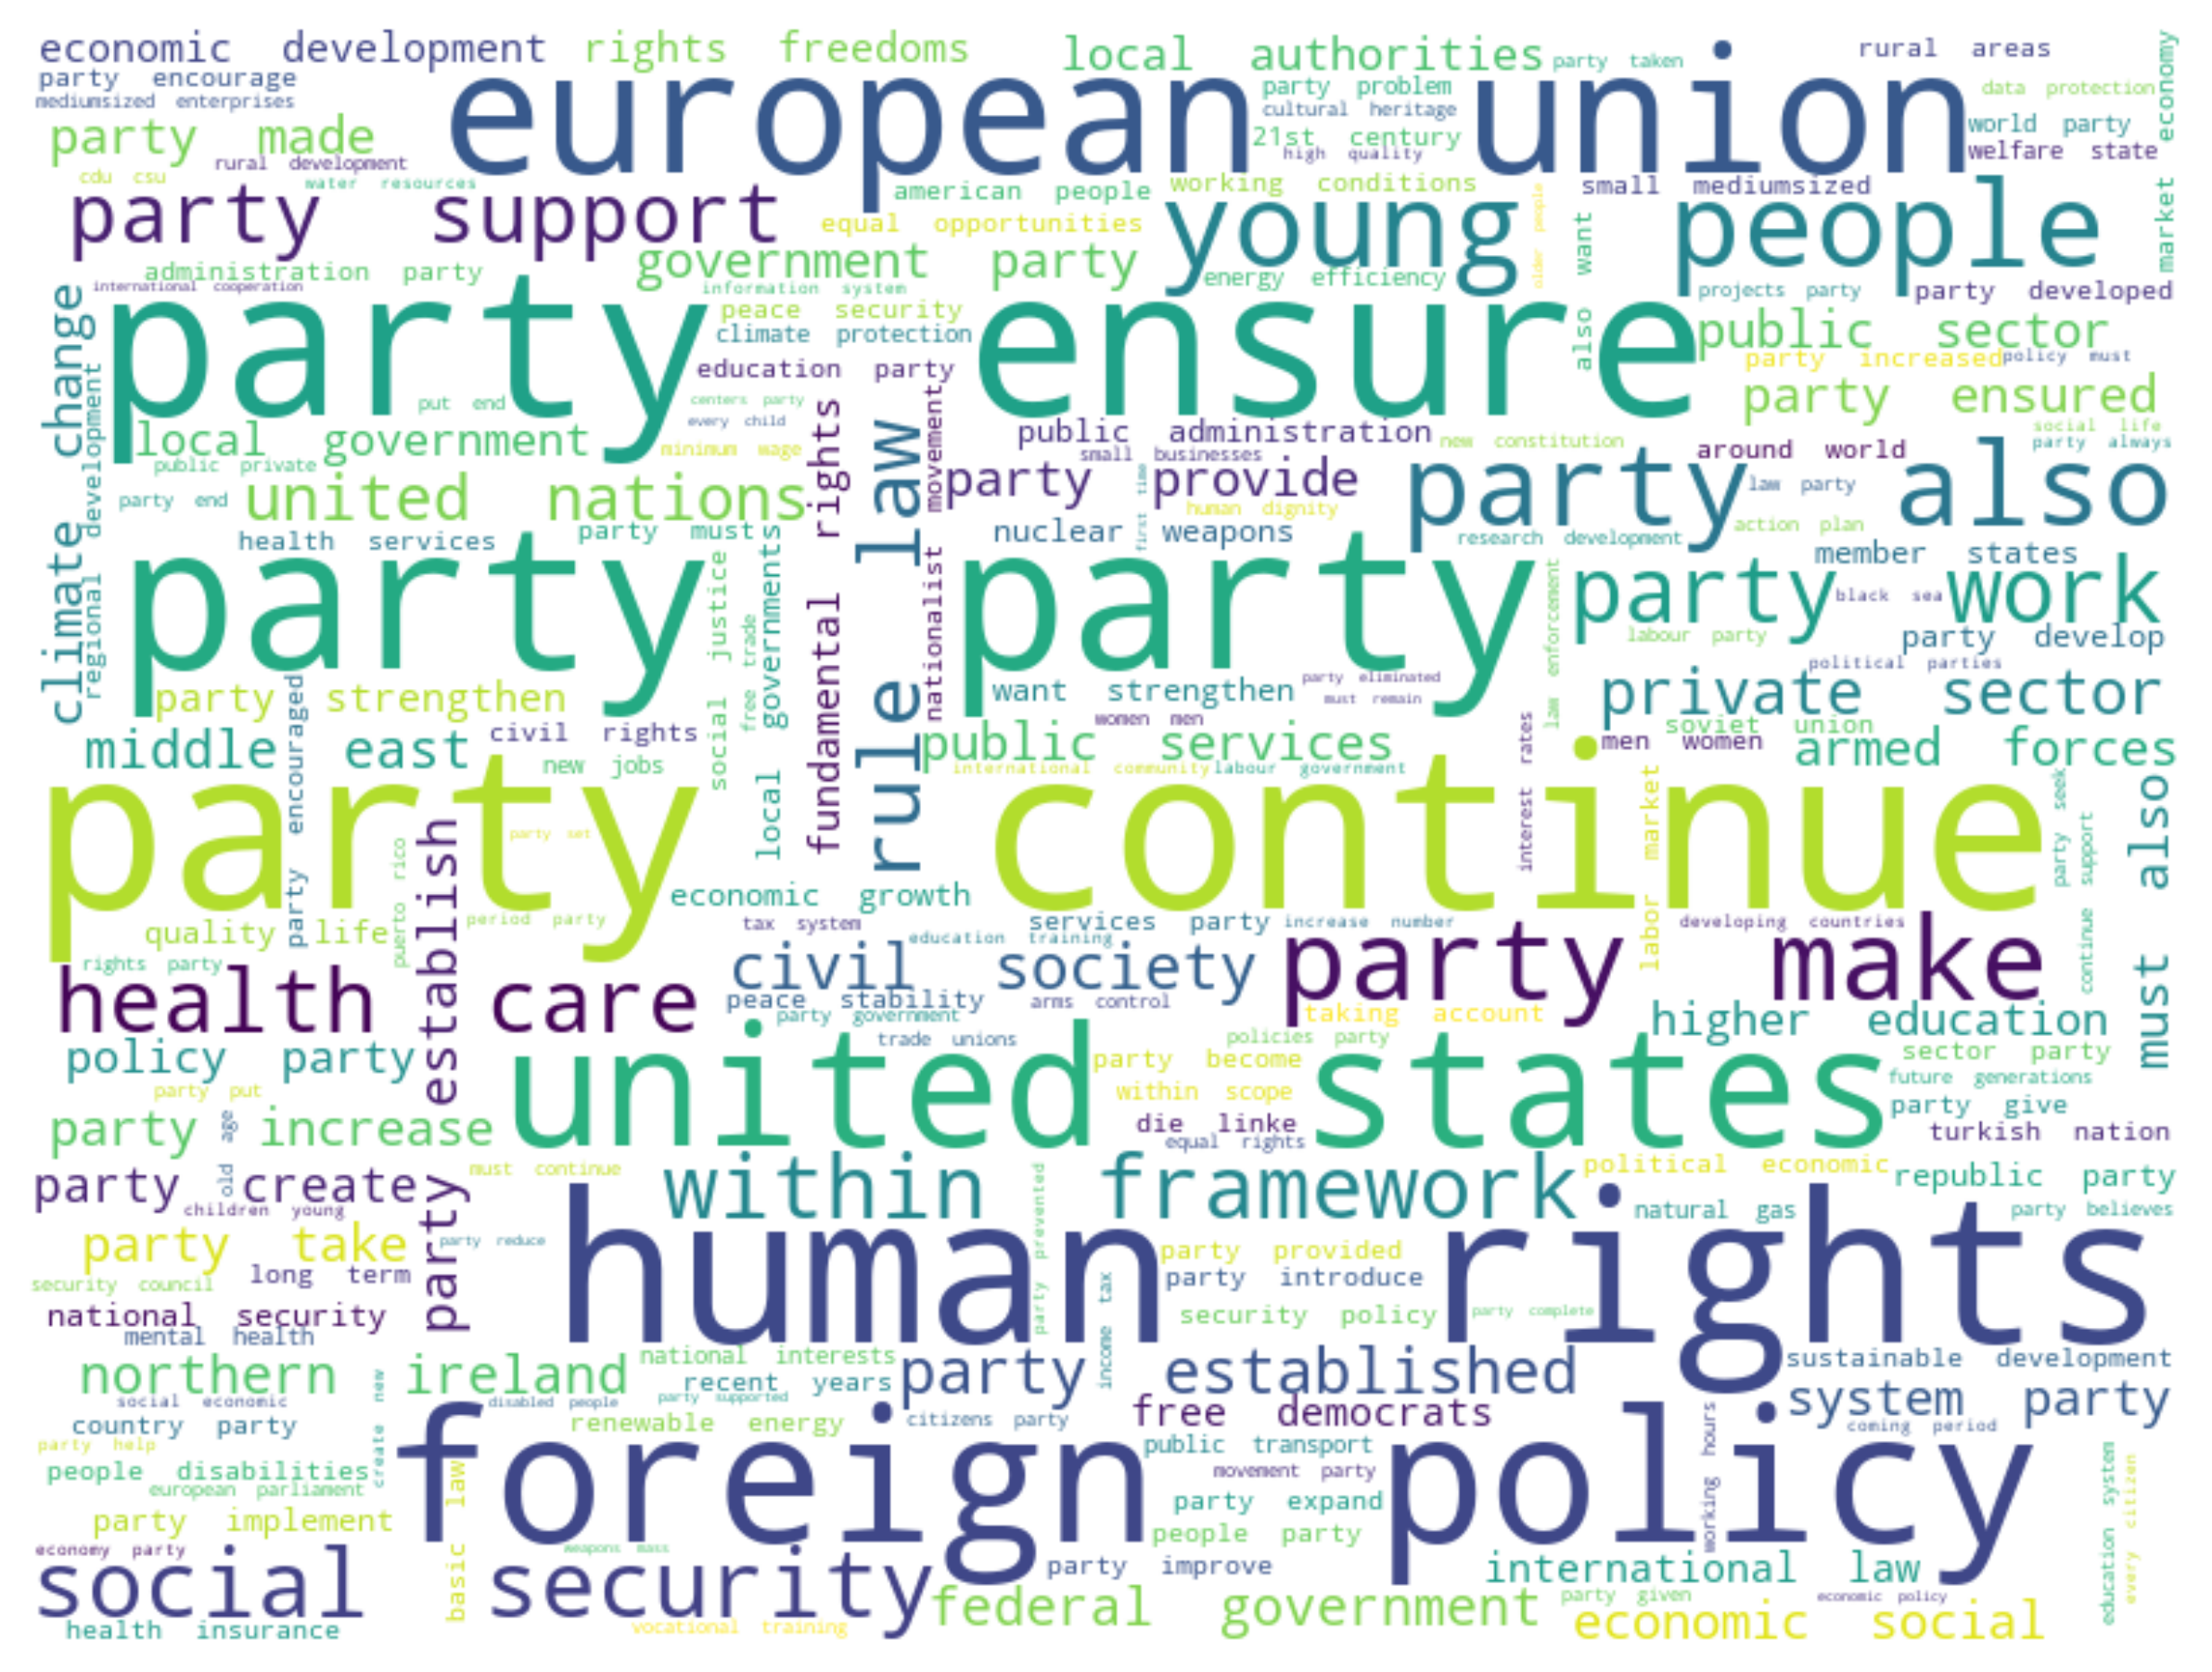 economic development
rights freedoms
local authorities
party taken
rural areas
party encourage
mediumsized enterprises
european union
party problem
cultural heritage
data protection
market economy
party made
21st century
high quality
world party
welfare state
rural development
cdu csu
water resources
american people
working conditions
small mediumsized
party support
equal opportunities
young people
older people
also want
administration party
international cooperation
government party
information system
energy efficiency
projects party
party developed
climate change
regional development
party ensure
peace security
climate protection
public sector
education party
party increased
policy must
put end
centers party
every child
minimum wage
party ensured
local government
public private
fundamental rights
rule law
nationalist movement
public administration
small businesses
new constitution
around world
social life
party always
party end
united nations
party provide
first time
human dignity
party also
law party
action plan
health services
party must
nuclear weapons
research development
member states
party party
social justice
free trade
local governments
law enforcement
party work
black sea
labour party
party develop
political parties
party strengthen
party encouraged
want strengthen
party eliminated
must remain
private sector
women men
soviet union
middle east
civil rights
new jobs
public services
international community
labour government
interest rates
men women
armed forces
party continue
party set
puerto rico
party establish
labor market
party seek
continue support
must also
economic growth
quality life
period party
tax system
services party
increase number
developing countries
education training
rights party
health care
civil society
party make
peace stability
arms control
party government
taking account
higher education
trade unions
policies party
policy party
united states
party become
sector party
party put
within scope
future generations
party increase
old age
die linke
equal rights
party give
turkish nation
must continue
within framework
political economic
republic party
party create
children young
party prevented
natural gas
party believes
party take
party reduce
human rights
party provided
security council
long term
party introduce
income tax
national security
mental health
security policy
party complete
northern ireland
national interests
recent years
party established
sustainable development
social economic
create new
disabled people
party supported
system party
country party
renewable energy
citizens party
free democrats
coming period
party help
foreign policy
public transport
working hours
people disabilities
european parliament
basic law
movement party
education system
every citizen
party implement
party expand
people party
economy party
weapons mass
social security
party improve
international law
federal government
party given
economic policy
health insurance
vocational training
economic social